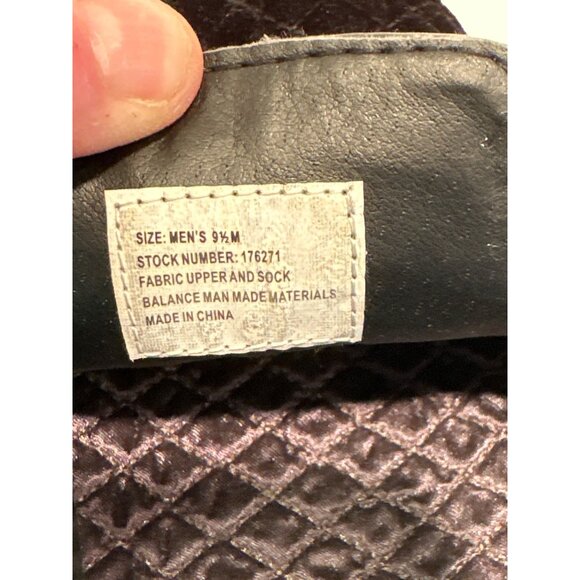 SIZE: MEN'S 9½M
STOCK NUMBER: 176271
FABRIC UPPER AND SOCK
BALANCE MAN MADE MATERIALS
MADE IN CHINA